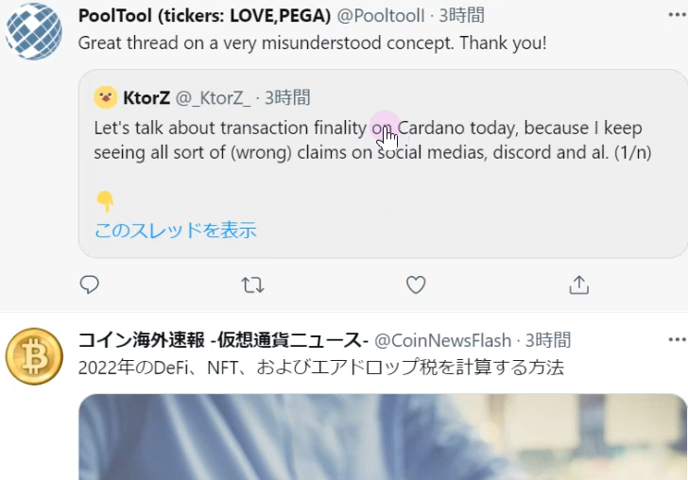 PoolTool (tickers: LOVE,PEGA) @Pooltooll · 3時間
Great thread on a very misunderstood concept. Thank you!
KtorZ @_KtorZ_ · 3時間
Let's talk about transaction finality on Cardano today, because I keep
seeing all sort of (wrong) claims on social medias, discord and al. (1/n)
👇
このスレッドを表示
コイン海外速報 -仮想通貨ニュース- @CoinNewsFlash · 3時間
2022年のDeFi、NFT、およびエアドロップ税を計算する方法